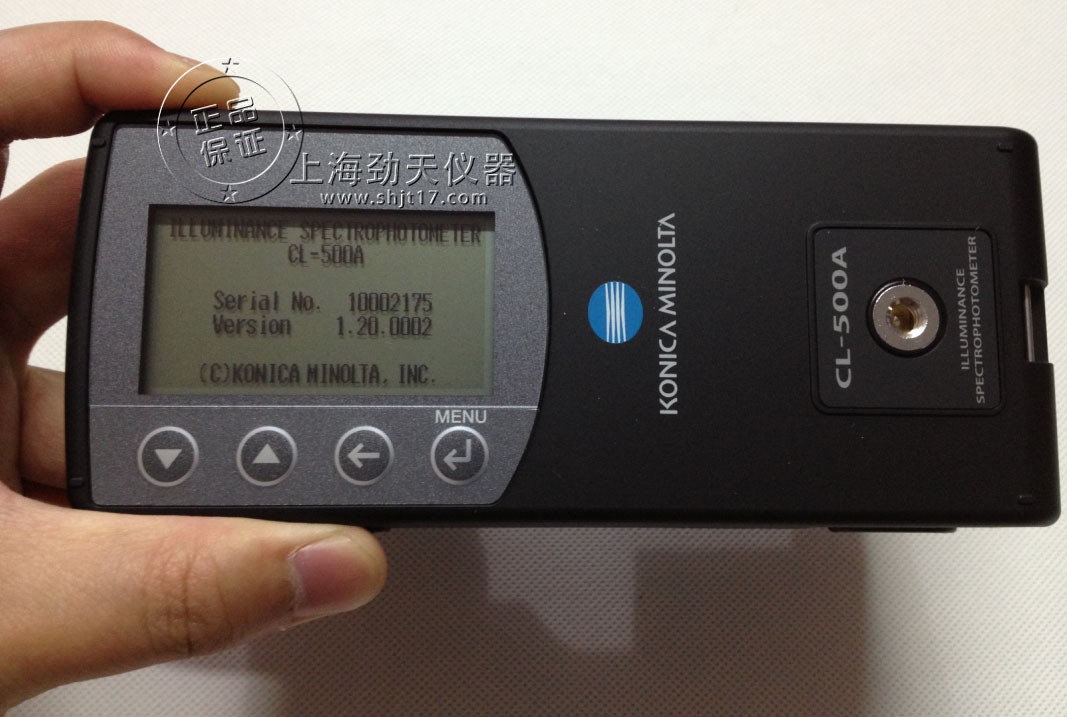 正品
保证
上海劲天仪器
www.shjt17.com
ILLUMINANCE SPECTROPHOTOMETER
CL-500A
Serial No. 10002175
Version 1.20.0002
(C)KONICA MINOLTA, INC.
MENU
KONICA MINOLTA
CL-500A
ILLUMINANCE
SPECTROPHOTOMETER